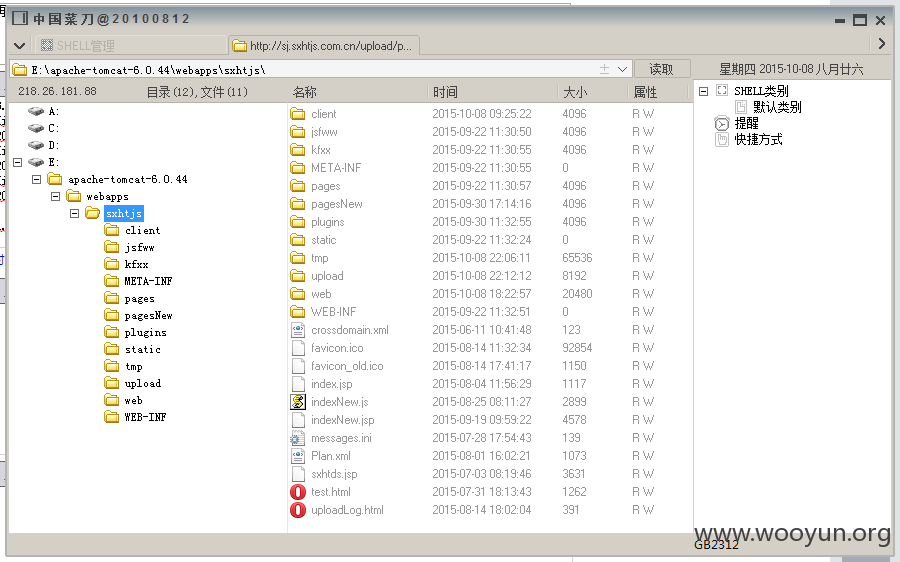 中国菜刀@20100812
SHELL管理 http://sj.sxhtjs.com.cn/upload/p...
E:\apache-tomcat-6.0.44\webapps\sxhtjs\ 读取 星期四 2015-10-08 八月廿六
218.26.181.88 目录(12),文件(11) 名称 时间 大小 属性
A:
C:
D:
E:
apache-tomcat-6.0.44
webapps
sxhtjs
client
jsfww
kfxx
META-INF
pages
pagesNew
plugins
static
tmp
upload
web
WEB-INF
client 2015-10-08 09:25:22 4096 R W
jsfww 2015-09-22 11:30:50 4096 R W
kfxx 2015-09-22 11:30:55 4096 R W
META-INF 2015-09-22 11:30:55 0 R W
pages 2015-09-22 11:30:57 4096 R W
pagesNew 2015-09-30 17:14:16 4096 R W
plugins 2015-09-30 11:32:55 4096 R W
static 2015-09-22 11:32:24 0 R W
tmp 2015-10-08 22:06:11 65536 R W
upload 2015-10-08 22:12:12 8192 R W
web 2015-10-08 18:22:57 20480 R W
WEB-INF 2015-09-22 11:32:51 0 R W
crossdomain.xml 2015-06-11 10:41:48 123 R W
favicon.ico 2015-08-14 11:32:34 92854 R W
favicon_old.ico 2015-08-14 17:41:17 1150 R W
index.jsp 2015-08-04 11:56:29 1117 R W
indexNew.js 2015-08-25 08:11:27 2899 R W
indexNew.jsp 2015-09-19 09:59:22 4578 R W
messages.ini 2015-07-28 17:54:43 139 R W
Plan.xml 2015-08-01 16:02:21 1073 R W
sxhtds.jsp 2015-07-03 08:19:46 3631 R W
test.html 2015-07-31 18:13:43 1262 R W
uploadLog.html 2015-08-14 18:02:04 391 R W
SHELL类别
默认类别
提醒
快捷方式
www.wooyun.org
GB2312